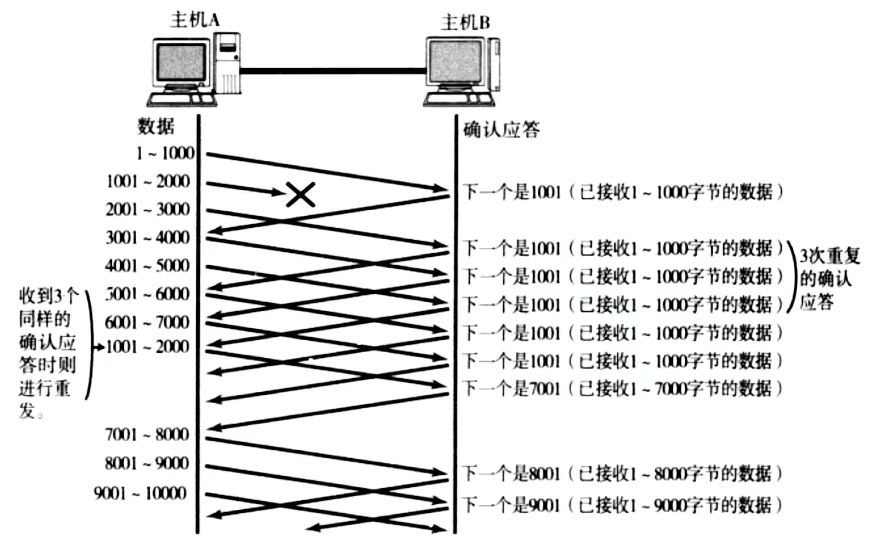 主机A
主机B
数据
确认应答
1~1000
1001~2000
下一个是1001（已接收1~1000字节的数据）
2001~3000
3001~4000
下一个是1001（已接收1~1000字节的数据）
3次重复
的确认
应答
4001~5000
下一个是1001（已接收1~1000字节的数据）
收到3个
同样的
确认应
答时则
进行重
发。
5001~6000
下一个是1001（已接收1~1000字节的数据）
6001~7000
下一个是1001（已接收1~1000字节的数据）
1001~2000
下一个是1001（已接收1~1000字节的数据）
下一个是7001（已接收1~7000字节的数据）
7001~8000
8001~9000
下一个是8001（已接收1~8000字节的数据）
9001~10000
下一个是9001（已接收1~9000字节的数据）